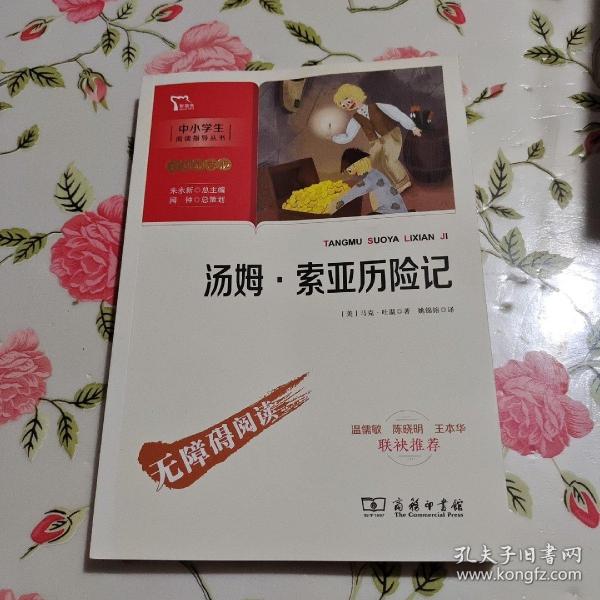 中小学生
阅读指导丛书
朱永新◎总主编
闻钟◎总策划
TANGMU SUOYA LIXIAN JI
汤姆·索亚历险记
[美]马克·吐温◎著 姚锦镕◎译
无障碍阅读
温儒敏 陈晓明 王本华
联袂推荐
商务印书馆
The Commercial Press
孔夫子旧书网
www.kongfz.com